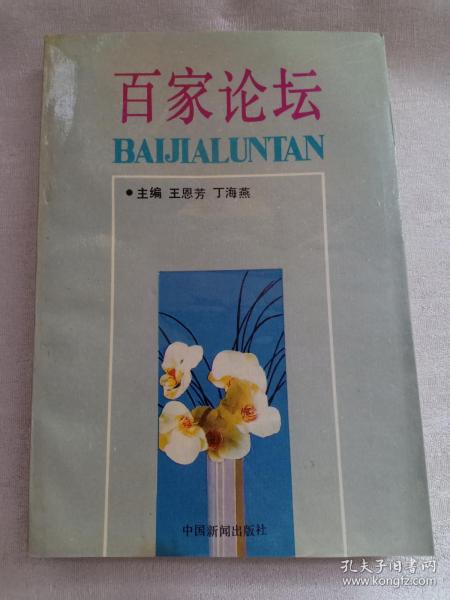 百家论坛
BAIJIALUNTAN
●主编 王恩芳 丁海燕
中国新闻出版社
孔夫子旧书网
www.kongfz.com